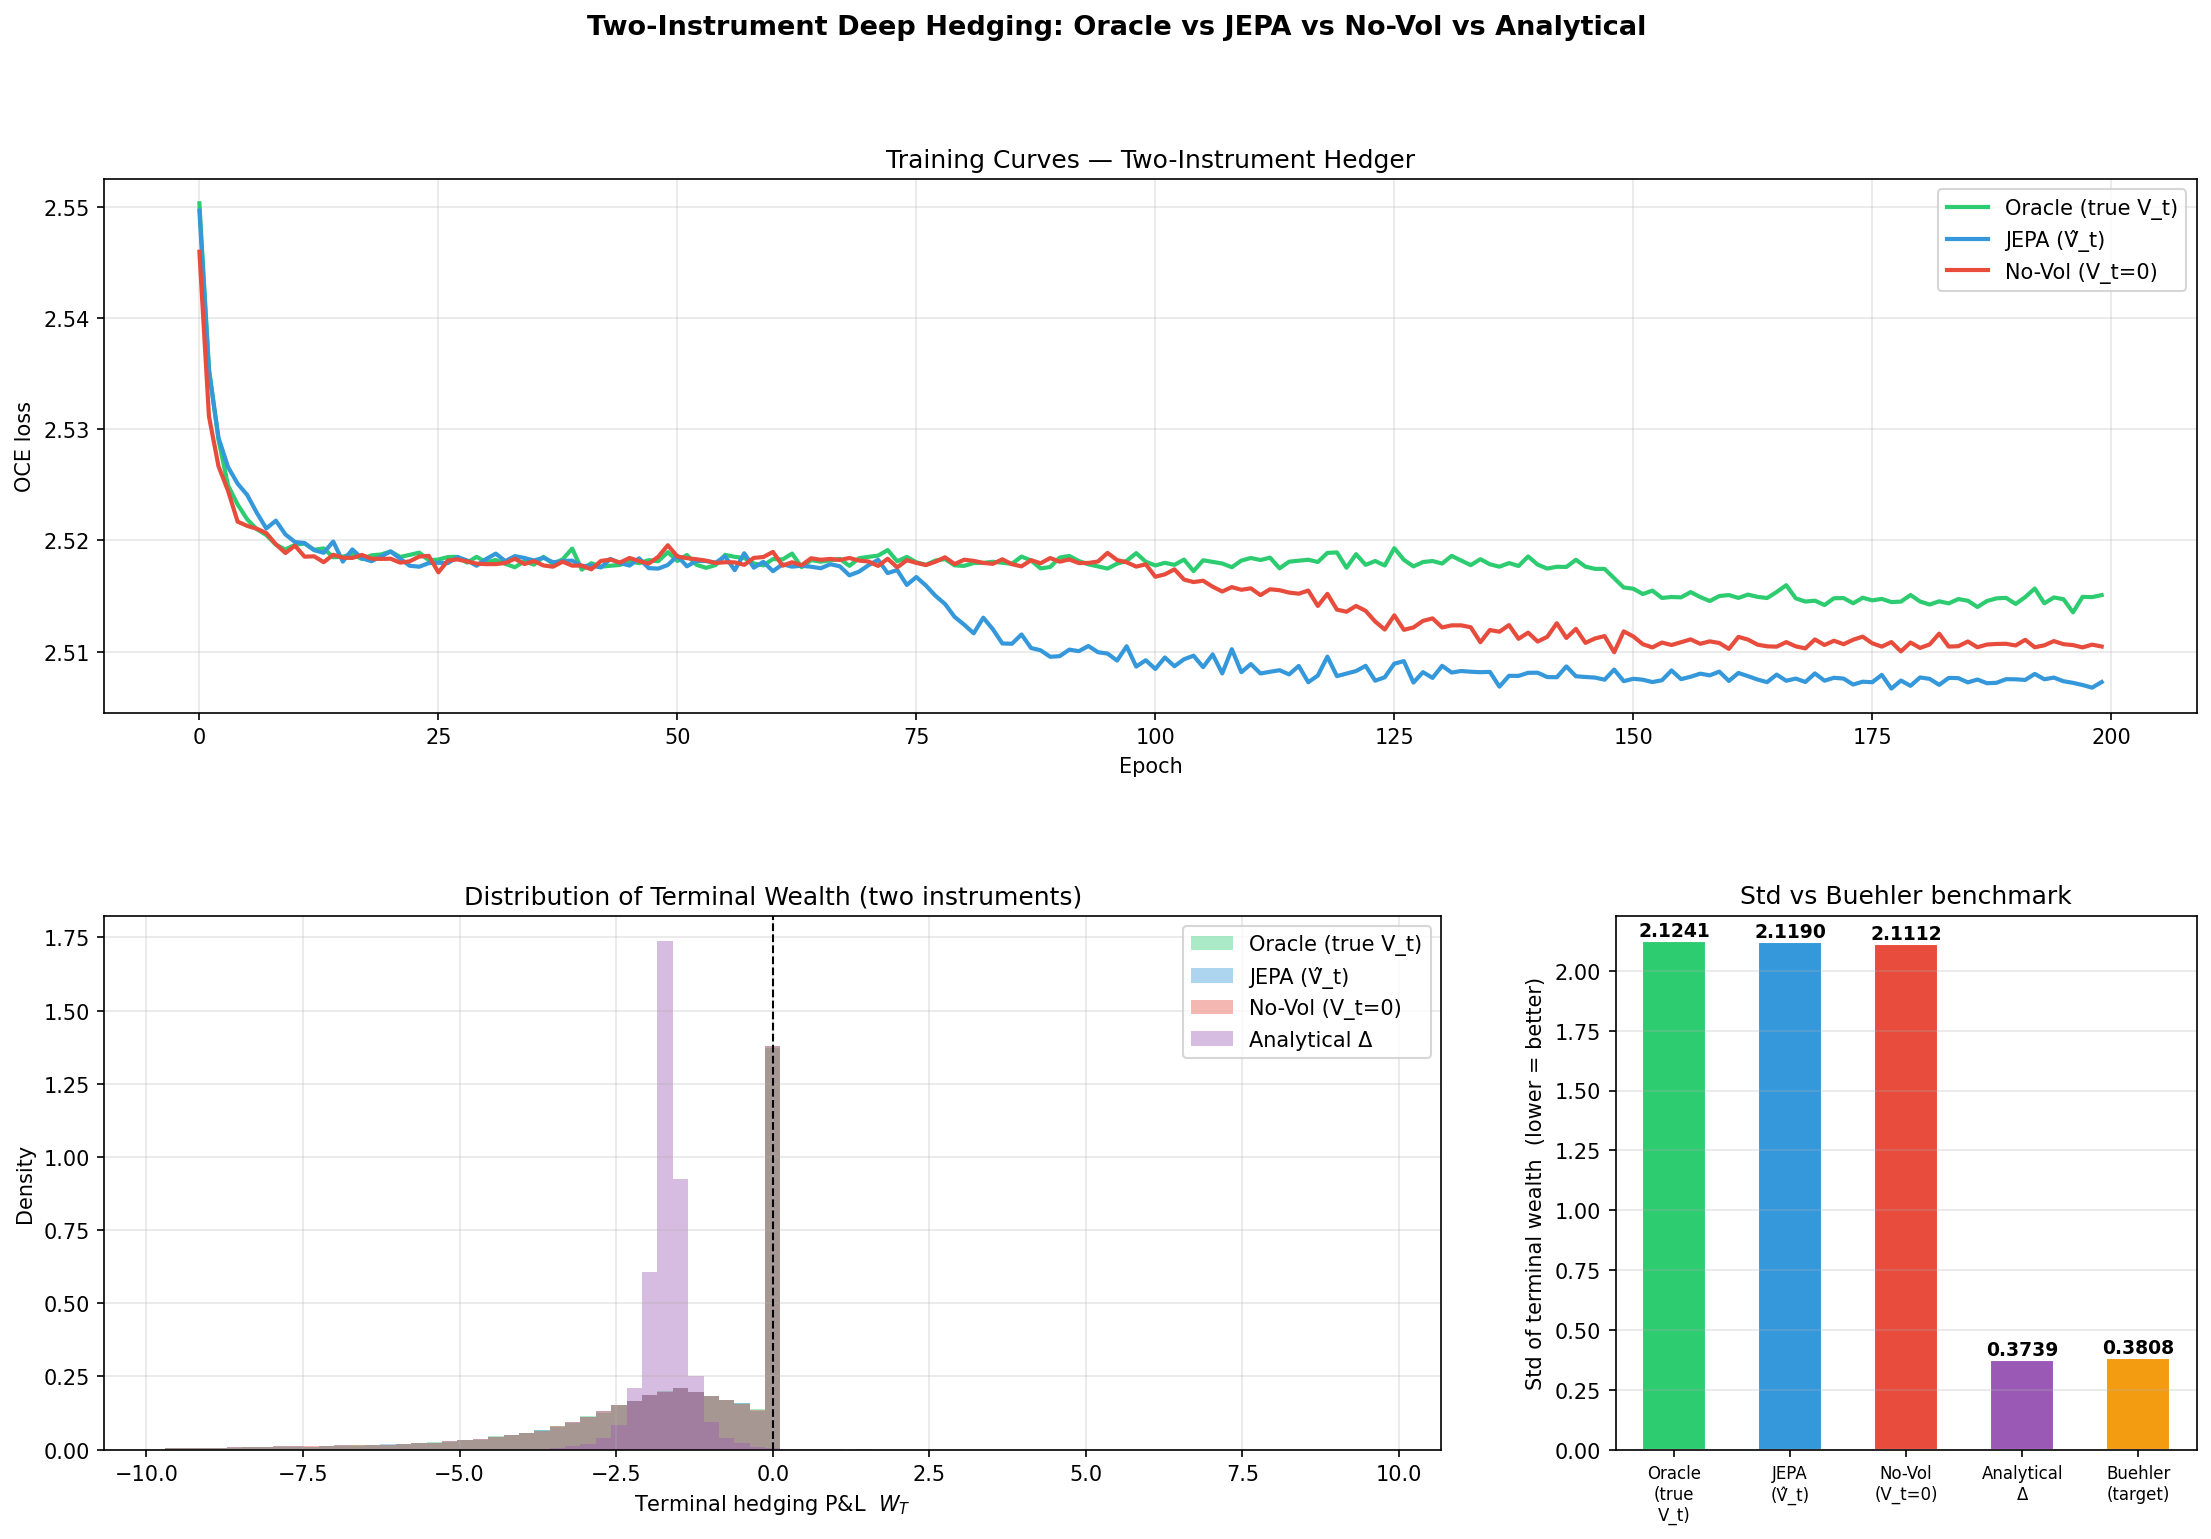 Two-Instrument Deep Hedging: Oracle vs JEPA vs No-Vol vs Analytical
Training Curves — Two-Instrument Hedger
OCE loss
2.55
2.54
2.53
2.52
2.51
Oracle (true V_t)
JEPA (V̂_t)
No-Vol (V_t=0)
0 25 50 75 100 125 150 175 200
Epoch
Distribution of Terminal Wealth (two instruments)
Density
1.75
1.50
1.25
1.00
0.75
0.50
0.25
0.00
Oracle (true V_t)
JEPA (V̂_t)
No-Vol (V_t=0)
Analytical Δ
−10.0 −7.5 −5.0 −2.5 0.0 2.5 5.0 7.5 10.0
Terminal hedging P&L W_T
Std vs Buehler benchmark
Std of terminal wealth (lower = better)
2.00
1.75
1.50
1.25
1.00
0.75
0.50
0.25
0.00
2.1241 2.1190 2.1112 0.3739 0.3808
Oracle
(true
V_t)
JEPA
(V̂_t)
No-Vol
(V_t=0)
Analytical
Δ
Buehler
(target)